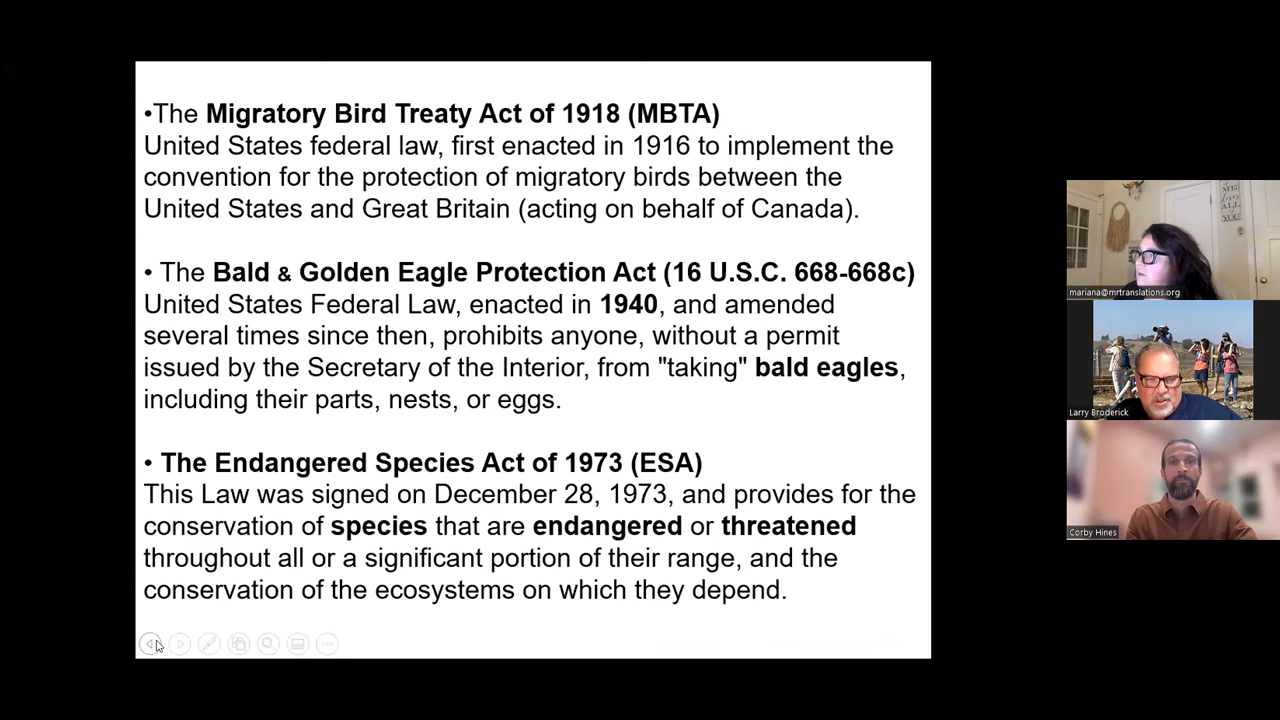 •The Migratory Bird Treaty Act of 1918 (MBTA)
United States federal law, first enacted in 1916 to implement the
convention for the protection of migratory birds between the
United States and Great Britain (acting on behalf of Canada).
• The Bald & Golden Eagle Protection Act (16 U.S.C. 668-668c)
United States Federal Law, enacted in 1940, and amended
several times since then, prohibits anyone, without a permit
issued by the Secretary of the Interior, from "taking" bald eagles,
including their parts, nests, or eggs.
• The Endangered Species Act of 1973 (ESA)
This Law was signed on December 28, 1973, and provides for the
conservation of species that are endangered or threatened
throughout all or a significant portion of their range, and the
conservation of the ecosystems on which they depend.
mariana@mrtranslations.org
Larry Broderick
Corby Hines